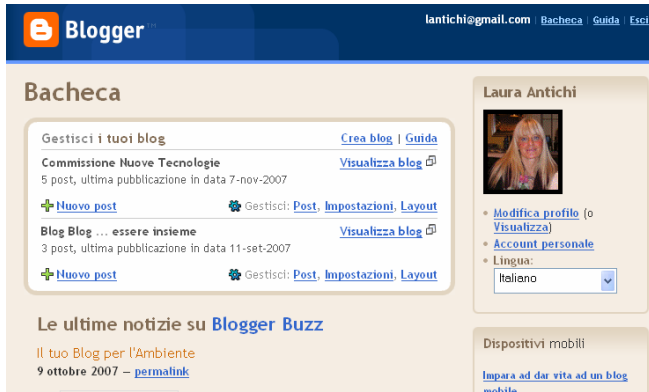 Blogger™
lantichi@gmail.com | Bacheca | Guida | Esci
Bacheca
Gestisci i tuoi blog Crea blog | Guida
Commissione Nuove Tecnologie Visualizza blog
5 post, ultima pubblicazione in data 7-nov-2007
Nuovo post Gestisci: Post, Impostazioni, Layout
Blog Blog ... essere insieme Visualizza blog
3 post, ultima pubblicazione in data 11-set-2007
Nuovo post Gestisci: Post, Impostazioni, Layout
Le ultime notizie su Blogger Buzz
Il tuo Blog per l'Ambiente
9 ottobre 2007 — permalink
Laura Antichi
Modifica profilo (o
Visualizza)
Account personale
Lingua:
Italiano
Dispositivi mobili
Impara ad dar vita ad un blog
mobile